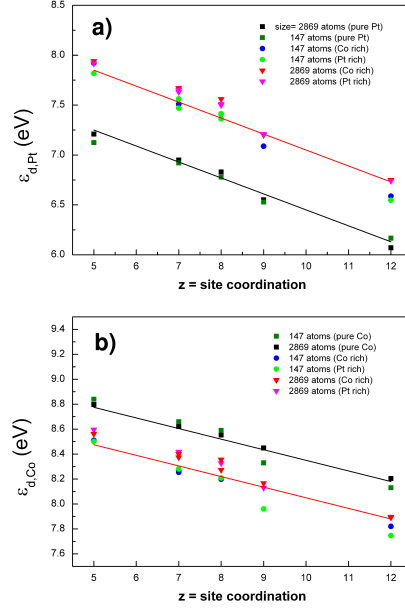 a)
size= 2869 atoms (pure Pt)
147 atoms (pure Pt)
147 atoms (Co rich)
147 atoms (Pt rich)
2869 atoms (Co rich)
2869 atoms (Pt rich)
8.5
8.0
7.5
7.0
6.5
6.0
ε_d,Pt (eV)
5 6 7 8 9 10 11 12
z = site coordination
b)
147 atoms (pure Co)
2869 atoms (pure Co)
147 atoms (Co rich)
147 atoms (Pt rich)
2869 atoms (Co rich)
2869 atoms (Pt rich)
9.4
9.2
9.0
8.8
8.6
8.4
8.2
8.0
7.8
7.6
ε_d,Co (eV)
5 6 7 8 9 10 11 12
z = site coordination